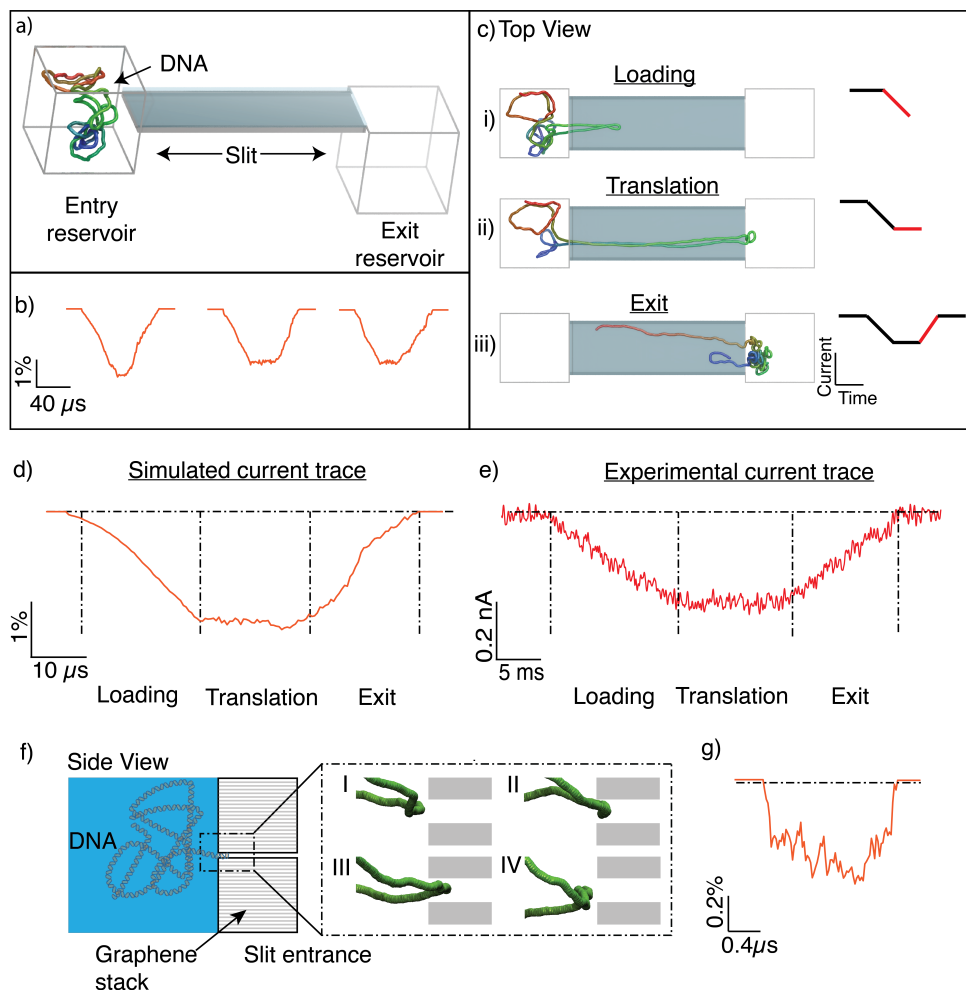 a)
DNA
Slit
Entry
reservoir
Exit
reservoir
b)
1%
40 µs
c) Top View
Loading
i)
Translation
ii)
Exit
iii)
Current
Time
d)
Simulated current trace
1%
10 µs
Loading
Translation
Exit
e)
Experimental current trace
0.2 nA
5 ms
Loading
Translation
Exit
f)
Side View
DNA
Graphene
stack
Slit entrance
I
II
III
IV
g)
0.2%
0.4µs